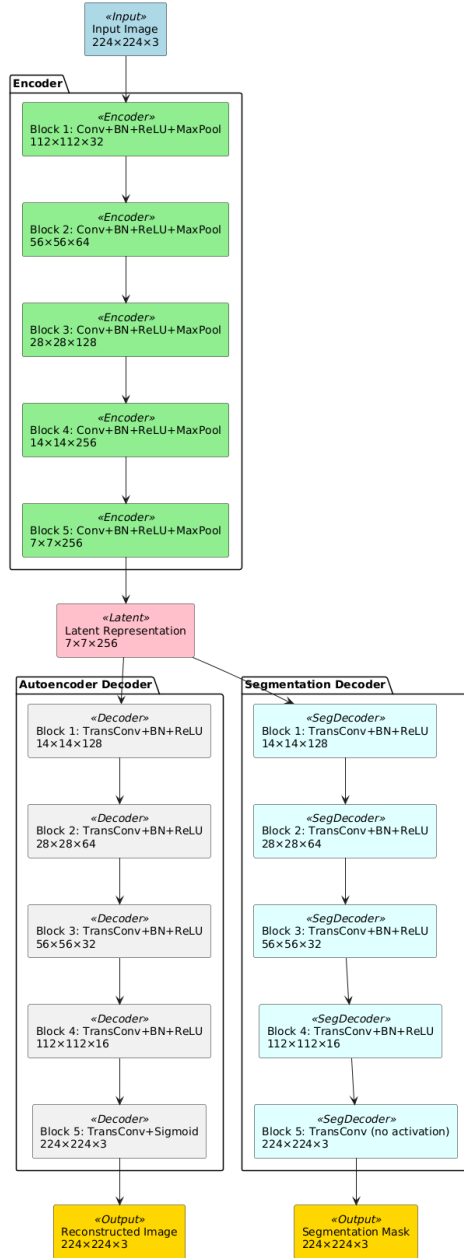 «Input»
Input Image
224×224×3
Encoder
«Encoder»
Block 1: Conv+BN+ReLU+MaxPool
112×112×32
«Encoder»
Block 2: Conv+BN+ReLU+MaxPool
56×56×64
«Encoder»
Block 3: Conv+BN+ReLU+MaxPool
28×28×128
«Encoder»
Block 4: Conv+BN+ReLU+MaxPool
14×14×256
«Encoder»
Block 5: Conv+BN+ReLU+MaxPool
7×7×256
«Latent»
Latent Representation
7×7×256
Autoencoder Decoder
«Decoder»
Block 1: TransConv+BN+ReLU
14×14×128
«Decoder»
Block 2: TransConv+BN+ReLU
28×28×64
«Decoder»
Block 3: TransConv+BN+ReLU
56×56×32
«Decoder»
Block 4: TransConv+BN+ReLU
112×112×16
«Decoder»
Block 5: TransConv+Sigmoid
224×224×3
«Output»
Reconstructed Image
224×224×3
Segmentation Decoder
«SegDecoder»
Block 1: TransConv+BN+ReLU
14×14×128
«SegDecoder»
Block 2: TransConv+BN+ReLU
28×28×64
«SegDecoder»
Block 3: TransConv+BN+ReLU
56×56×32
«SegDecoder»
Block 4: TransConv+BN+ReLU
112×112×16
«SegDecoder»
Block 5: TransConv (no activation)
224×224×3
«Output»
Segmentation Mask
224×224×3